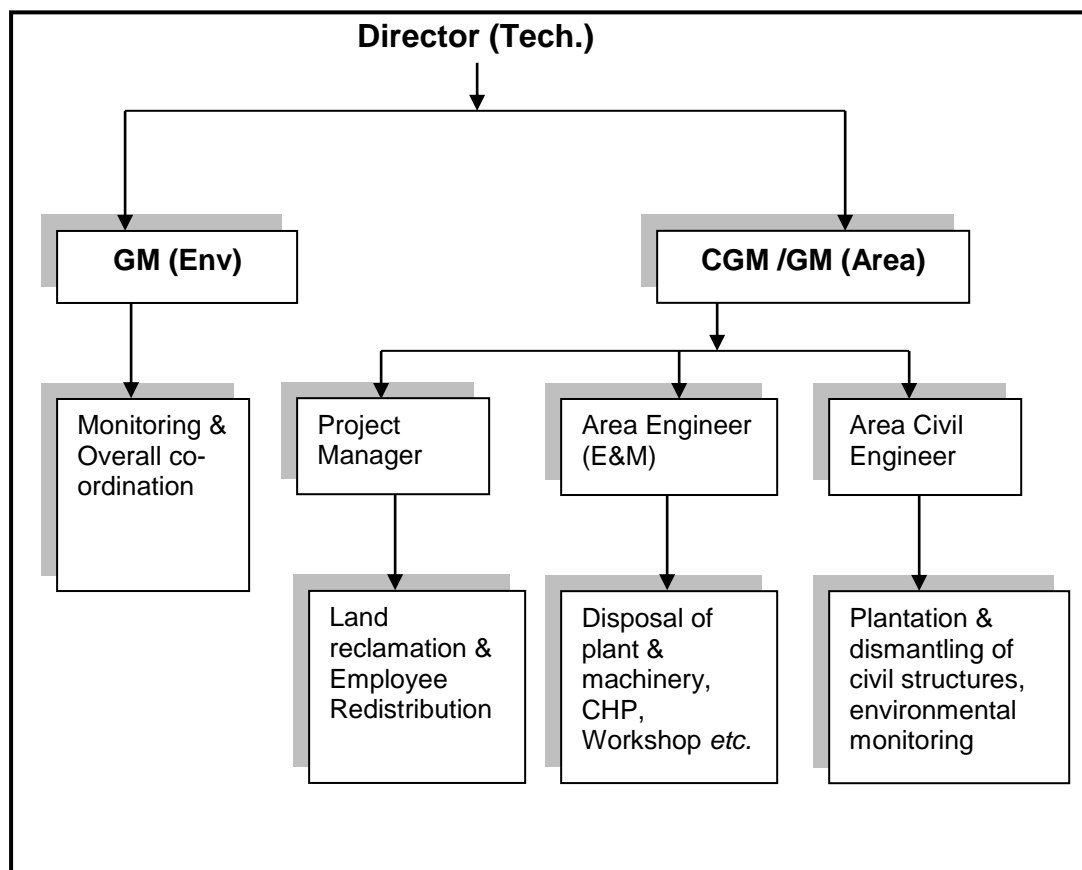 Director (Tech.)
GM (Env)
CGM /GM (Area)
Monitoring &
Overall co-
ordination
Project
Manager
Area Engineer
(E&M)
Area Civil
Engineer
Land
reclamation &
Employee
Redistribution
Disposal of
plant &
machinery,
CHP,
Workshop etc.
Plantation &
dismantling of
civil structures,
environmental
monitoring